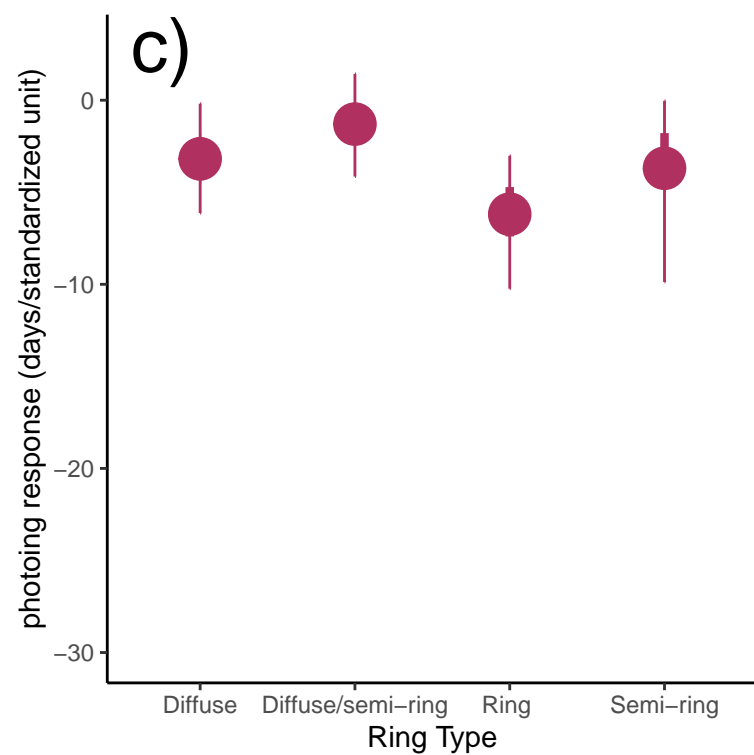 c)
photoing response (days/standardized unit)
0
−10
−20
−30
Diffuse Diffuse/semi−ring Ring Semi−ring
Ring Type